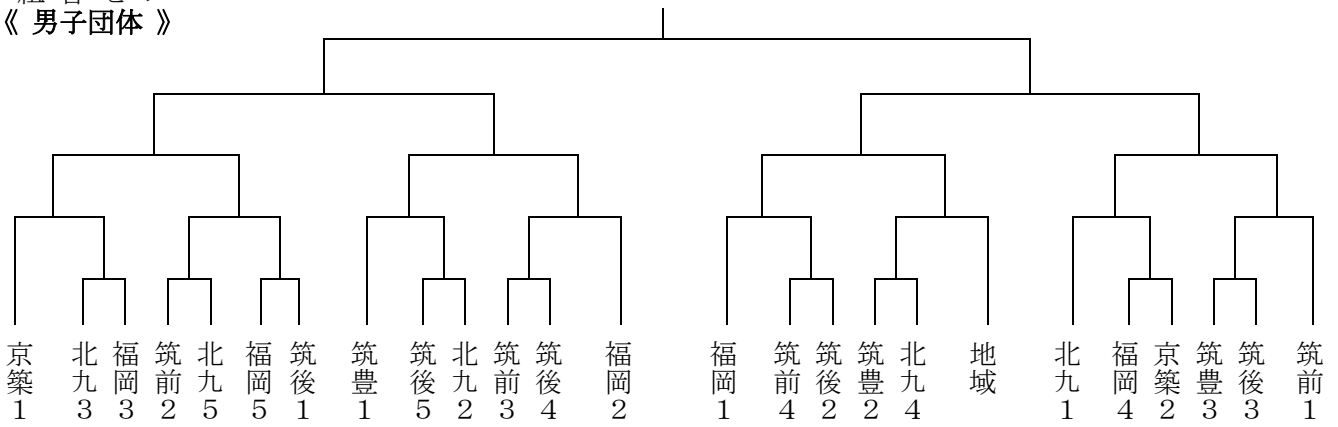 《 男子団体 》
京築1
北九3
福岡3
筑前2
北九5
福岡5
筑後1
筑豊1
筑後5
北九2
筑前3
筑後4
福岡2
福岡1
筑前4
筑後2
筑豊2
北九4
地域
北九1
福岡4
京築2
筑豊3
筑後3
筑前1